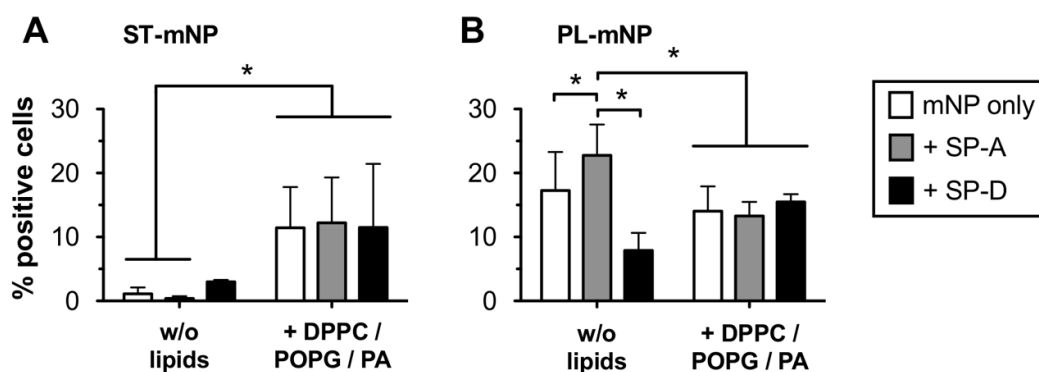 A ST-mNP
*
% positive cells
30
20
10
0
w/o
lipids
+ DPPC /
POPG / PA
B PL-mNP
*
* *
30
20
10
0
w/o
lipids
+ DPPC /
POPG / PA
mNP only
+ SP-A
+ SP-D